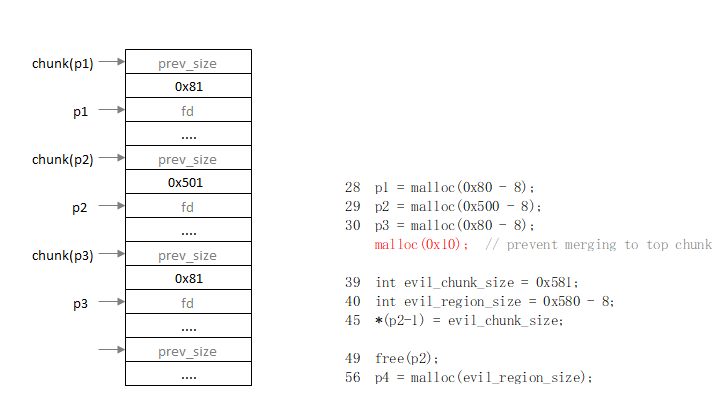 chunk(p1)
prev_size
0x81
p1
fd
....
chunk(p2)
prev_size
0x501
p2
fd
....
chunk(p3)
prev_size
0x81
p3
fd
....
prev_size
....
28 p1 = malloc(0x80 - 8);
29 p2 = malloc(0x500 - 8);
30 p3 = malloc(0x80 - 8);
malloc(0x10); // prevent merging to top chunk
39 int evil_chunk_size = 0x581;
40 int evil_region_size = 0x580 - 8;
45 *(p2-1) = evil_chunk_size;
49 free(p2);
56 p4 = malloc(evil_region_size);